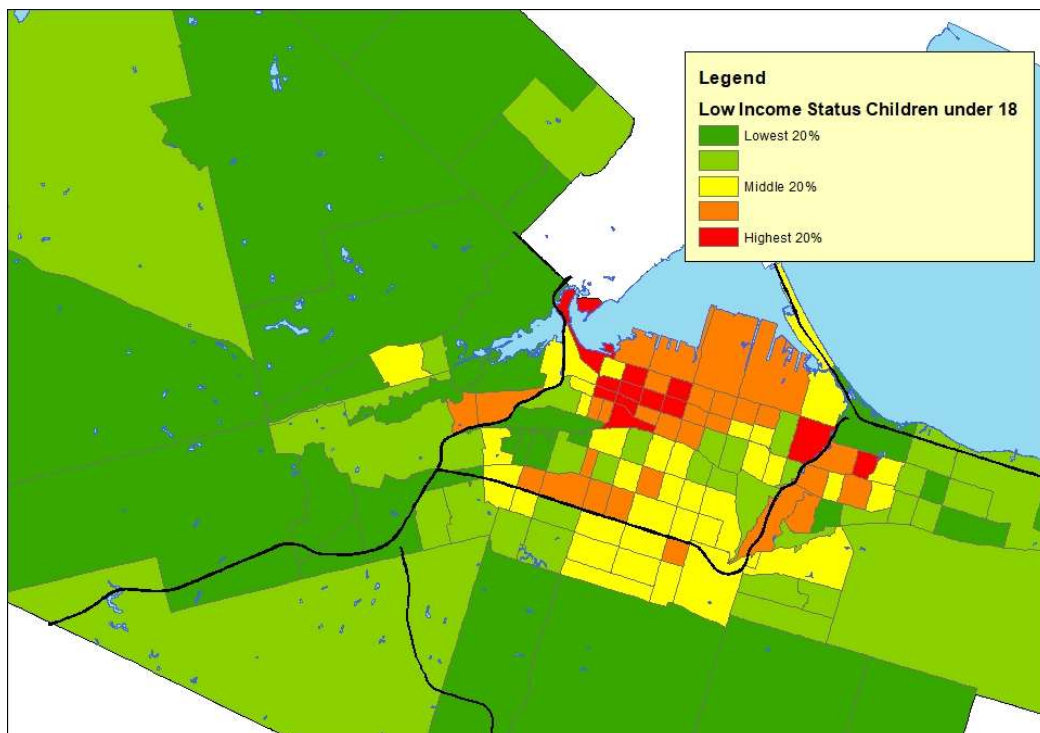 Legend
Low Income Status Children under 18
Lowest 20%
Middle 20%
Highest 20%